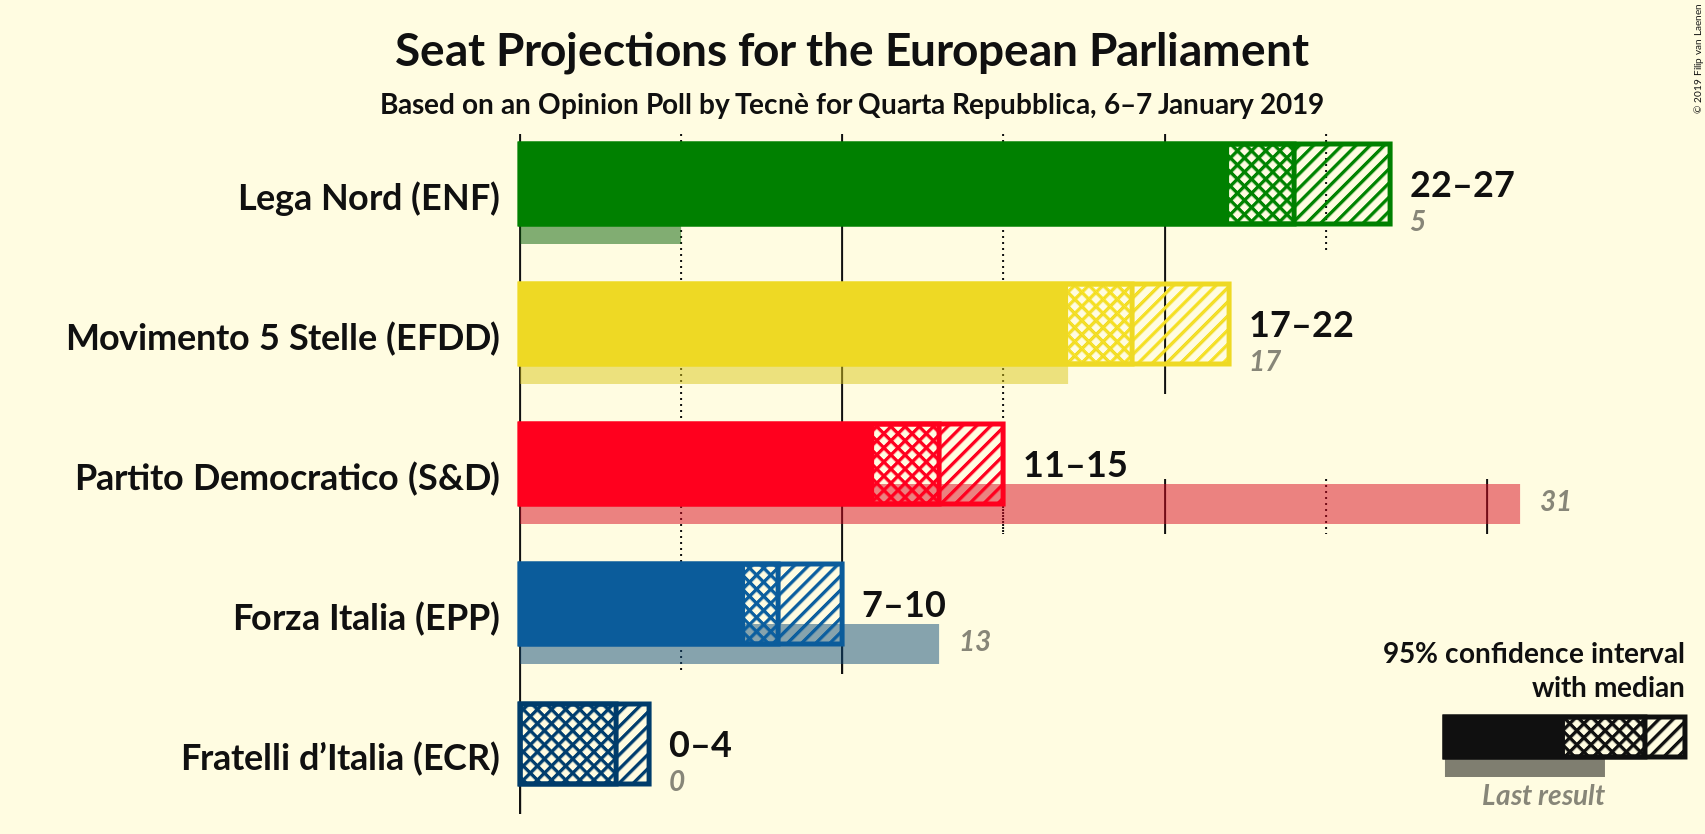 Seat Projections for the European Parliament
Based on an Opinion Poll by Tecnè for Quarta Repubblica, 6–7 January 2019
© 2019 Filip van Laenen
Lega Nord (ENF)
22–27
5
Movimento 5 Stelle (EFDD)
17–22
17
Partito Democratico (S&D)
11–15
31
Forza Italia (EPP)
7–10
13
Fratelli d’Italia (ECR)
0–4
0
95% confidence interval
with median
Last result